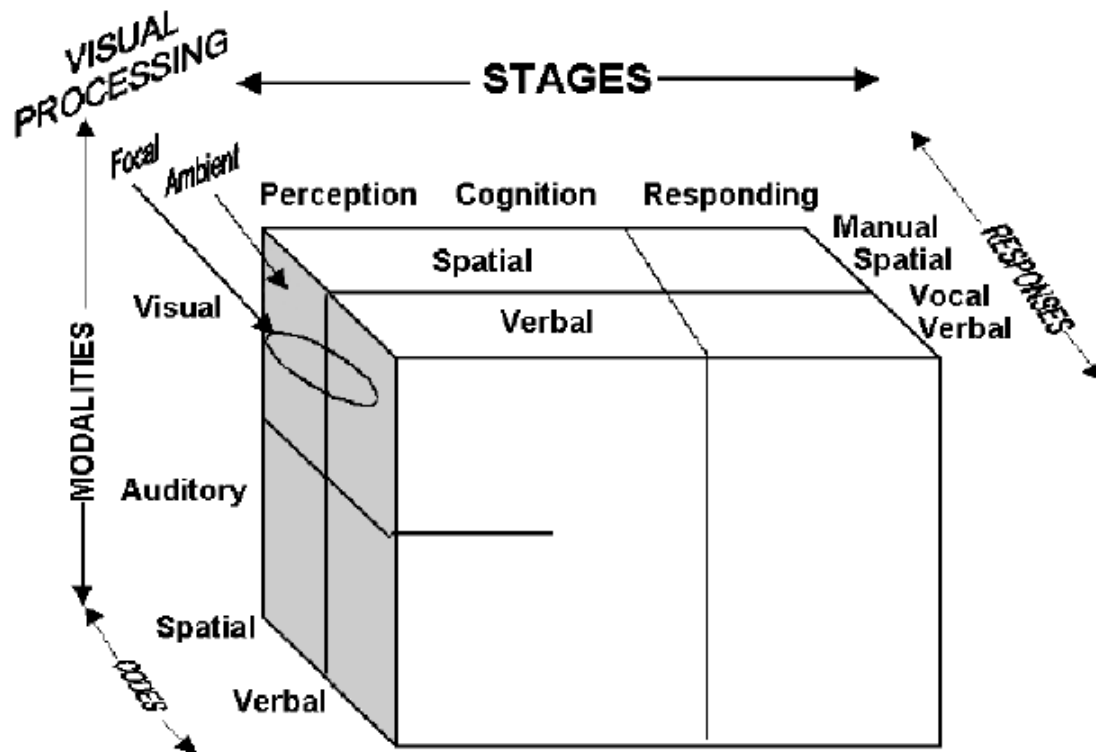 VISUAL
PROCESSING
STAGES
Focal
Ambient
Perception Cognition Responding
Manual
Spatial
Spatial
Vocal
Verbal
Verbal
RESPONSES
Visual
MODALITIES
Auditory
Spatial
Verbal
CODES